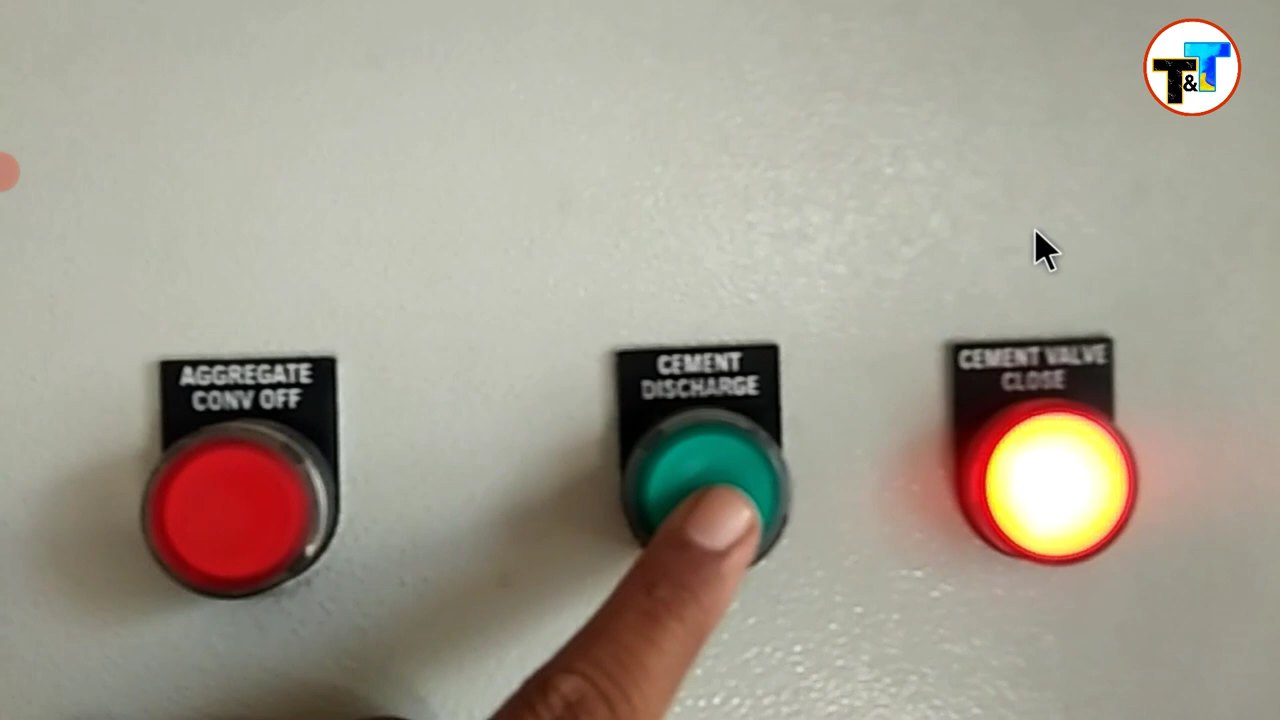 T&T
AGGREGATE
CONV OFF
CEMENT
DISCHARGE
CEMENT VALVE
CLOSE